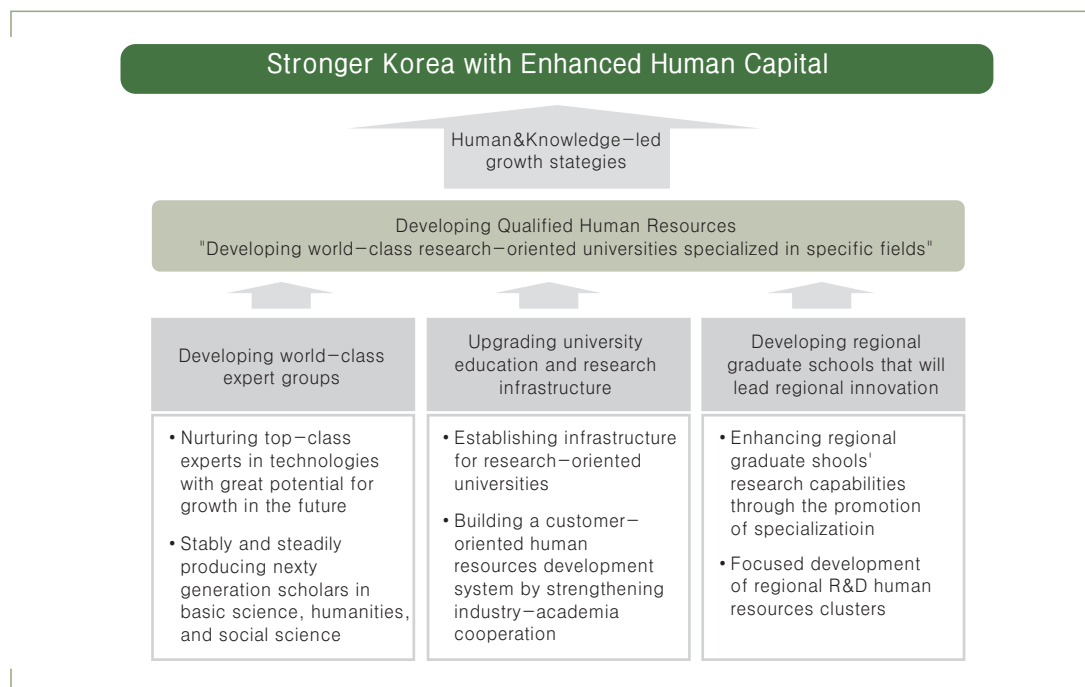 Stronger Korea with Enhanced Human Capital
Human&Knowledge-led
growth stategies
Developing Qualified Human Resources
"Developing world-class research-oriented universities specialized in specific fields"
Developing world-class
expert groups
• Nurturing top-class
experts in technologies
with great potential for
growth in the future
• Stably and steadily
producing nexty
generation scholars in
basic science, humanities,
and social science
Upgrading university
education and research
infrastructure
• Establishing infrastructure
for research-oriented
universities
• Building a customer-
oriented human
resources development
system by strengthening
industry-academia
cooperation
Developing regional
graduate schools that will
lead regional innovation
• Enhancing regional
graduate shools'
research capabilities
through the promotion
of specializatioin
• Focused development
of regional R&D human
resources clusters